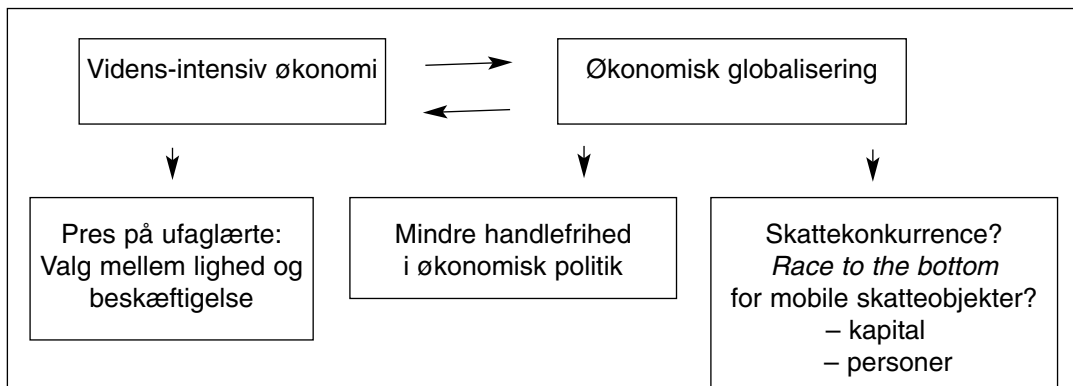 Videns-intensiv økonomi
Økonomisk globalisering
Pres på ufaglærte:
Valg mellem lighed og
beskæftigelse
Mindre handlefrihed
i økonomisk politik
Skattekonkurrence?
Race to the bottom
for mobile skatteobjekter?
– kapital
– personer